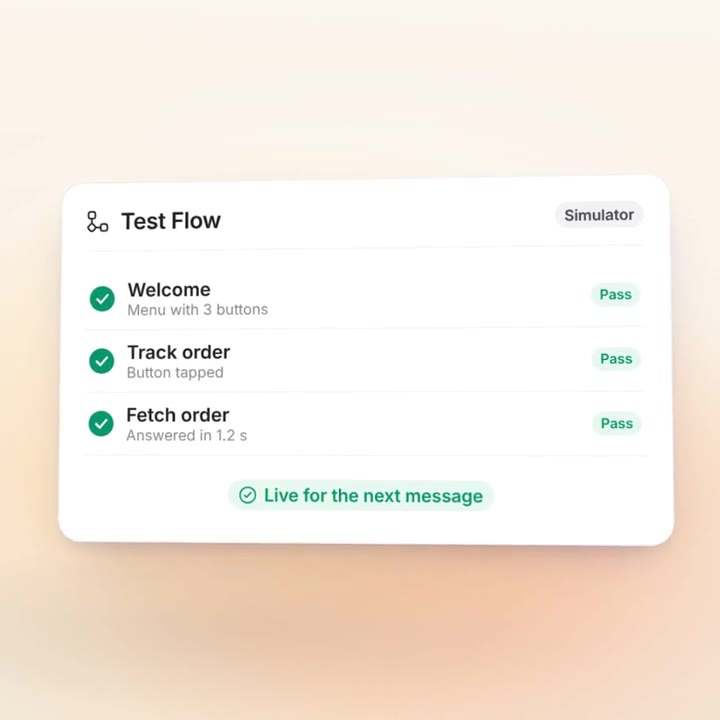 Test Flow
Simulator
Welcome
Menu with 3 buttons
Pass
Track order
Button tapped
Pass
Fetch order
Answered in 1.2 s
Pass
Live for the next message